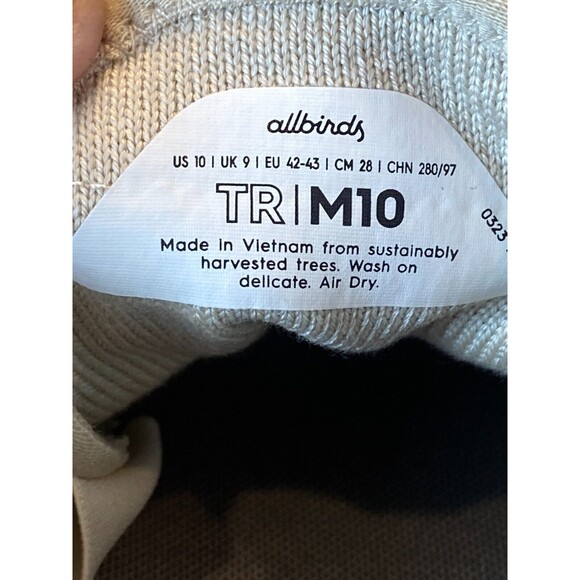 allbirds
US 10 | UK 9 | EU 42-43 | CM 28 | CHN 280/97
TR|M10
Made in Vietnam from sustainably
harvested trees. Wash on
delicate. Air Dry.
0323